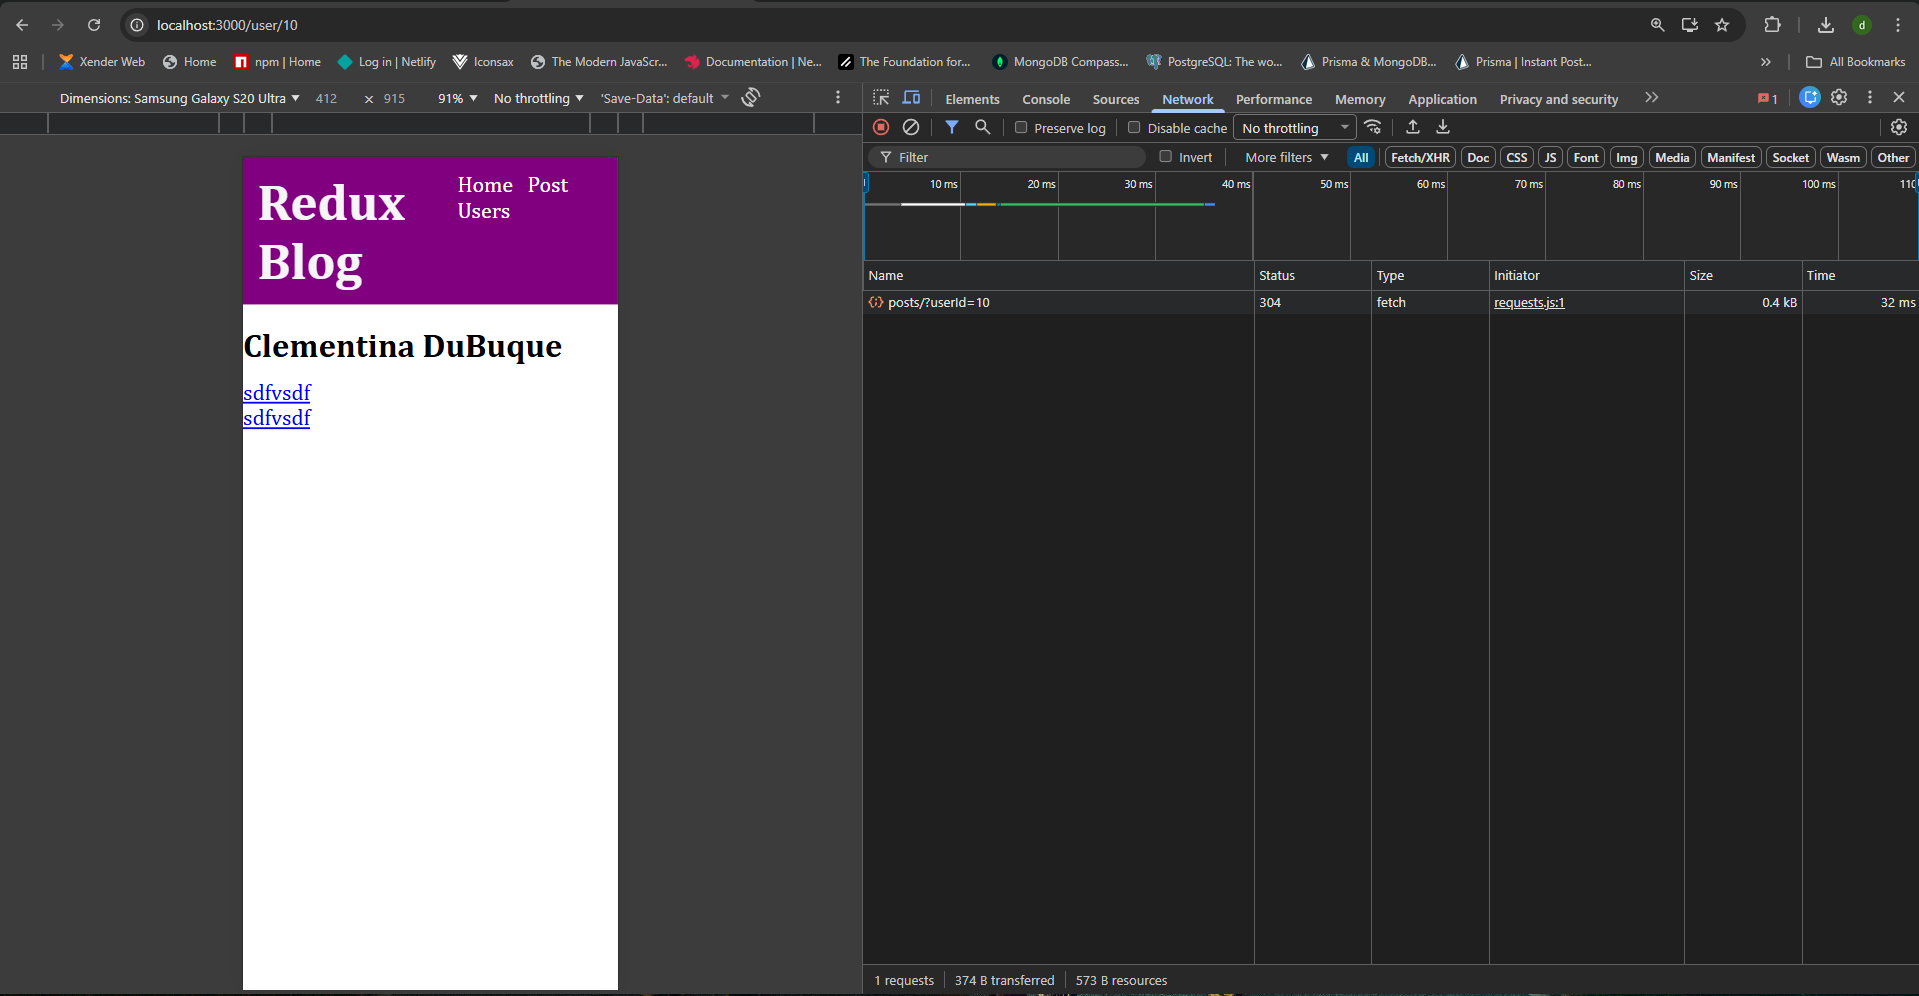 localhost:3000/user/10
d
Xender Web Home npm | Home Log in | Netlify Iconsax The Modern JavaScr... Documentation | Ne... The Foundation for... MongoDB Compass... PostgreSQL: The wo... Prisma & MongoDB... Prisma | Instant Post... All Bookmarks
Dimensions: Samsung Galaxy S20 Ultra 412 × 915 91% No throttling 'Save-Data': default
Elements Console Sources Network Performance Memory Application Privacy and security 1
Preserve log Disable cache No throttling
Filter Invert More filters All Fetch/XHR Doc CSS JS Font Img Media Manifest Socket Wasm Other
10 ms 20 ms 30 ms 40 ms 50 ms 60 ms 70 ms 80 ms 90 ms 100 ms 110
Name Status Type Initiator Size Time
posts/?userId=10 304 fetch requests.js:1 0.4 kB 32 ms
1 requests 374 B transferred 573 B resources
Redux
Blog
Home Post
Users
Clementina DuBuque
sdfvsdf
sdfvsdf